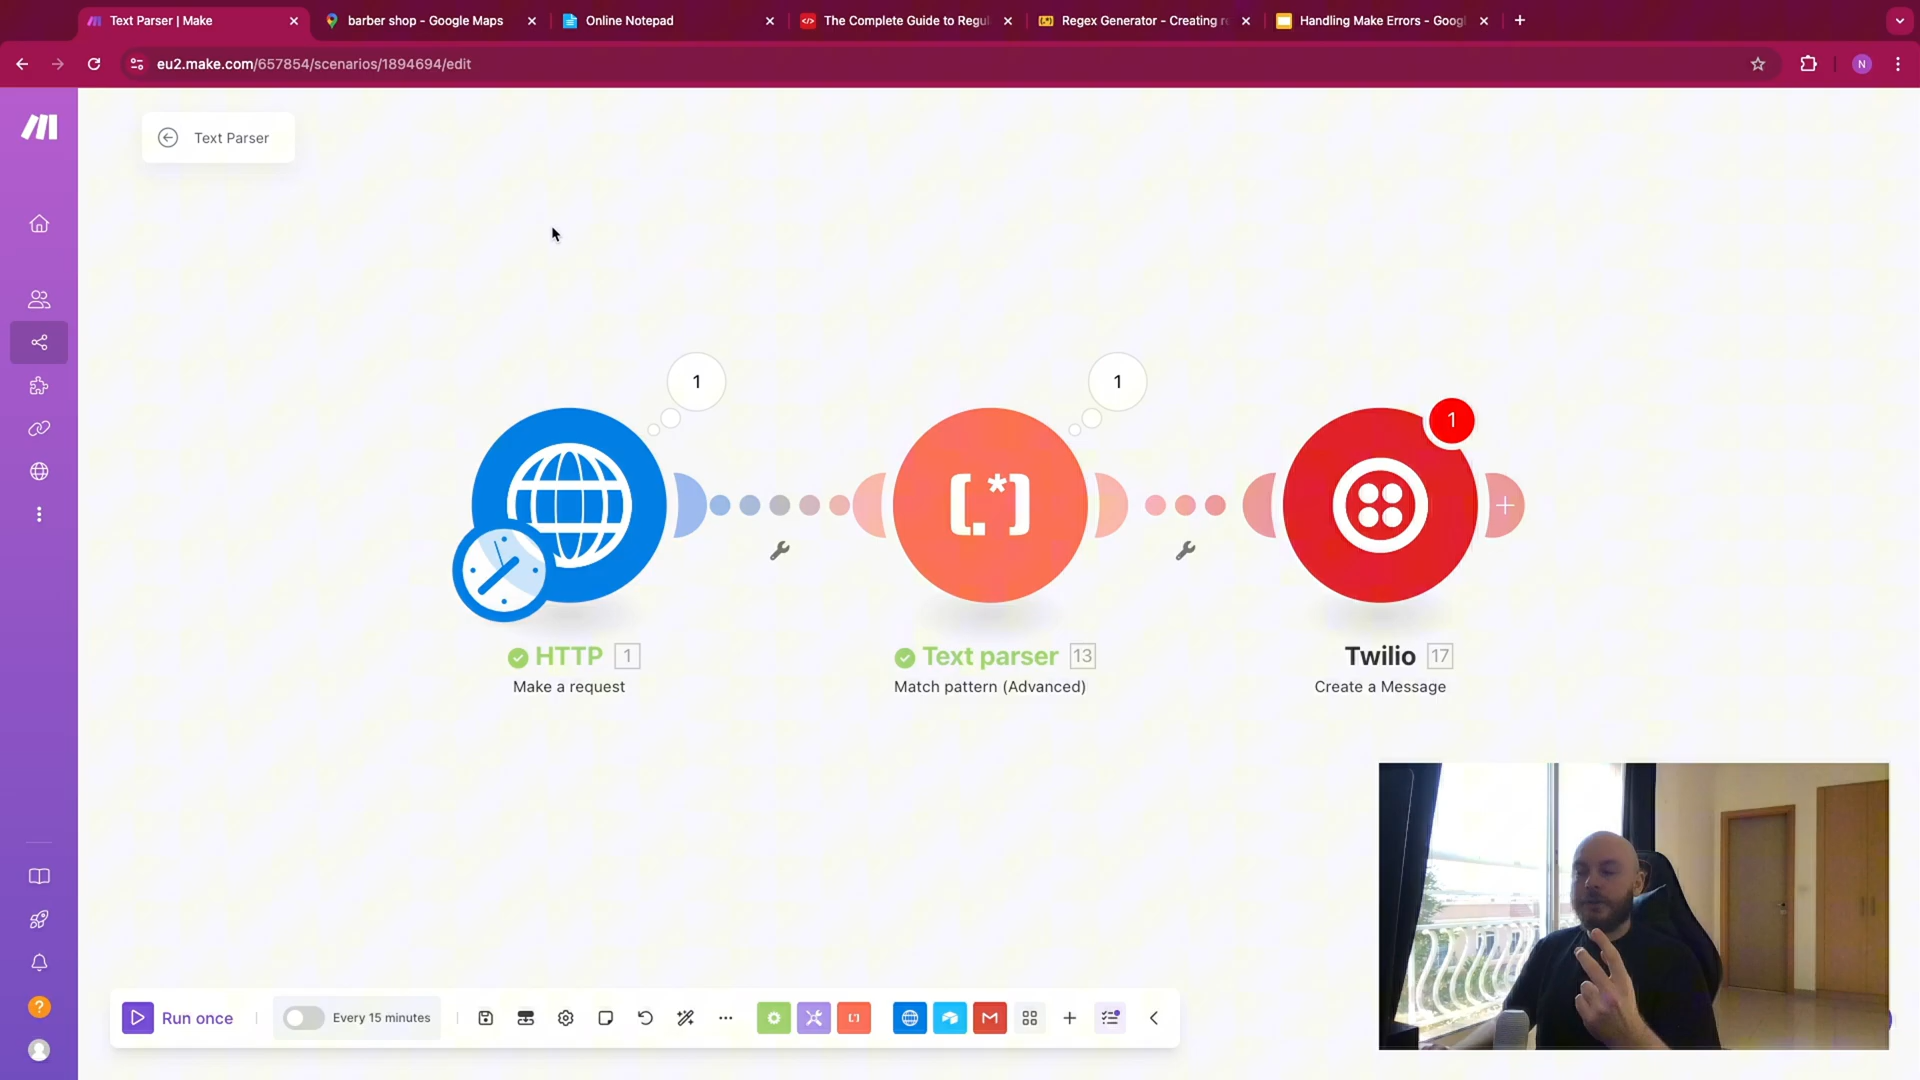 Text Parser | Make
barber shop - Google Maps
Online Notepad
The Complete Guide to Regul
Regex Generator - Creating re
Handling Make Errors - Googl
eu2.make.com/657854/scenarios/1894694/edit
N
Text Parser
1
1
1
[.*]
HTTP 1
Make a request
Text parser 13
Match pattern (Advanced)
Twilio 17
Create a Message
?
Run once
Every 15 minutes